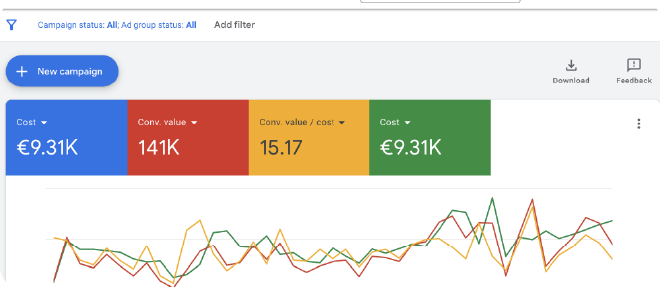 Campaign status: All; Ad group status: All Add filter
New campaign
Download
Feedback
Cost
Conv. value
Conv. value / cost
Cost
€9.31K
141K
15.17
€9.31K